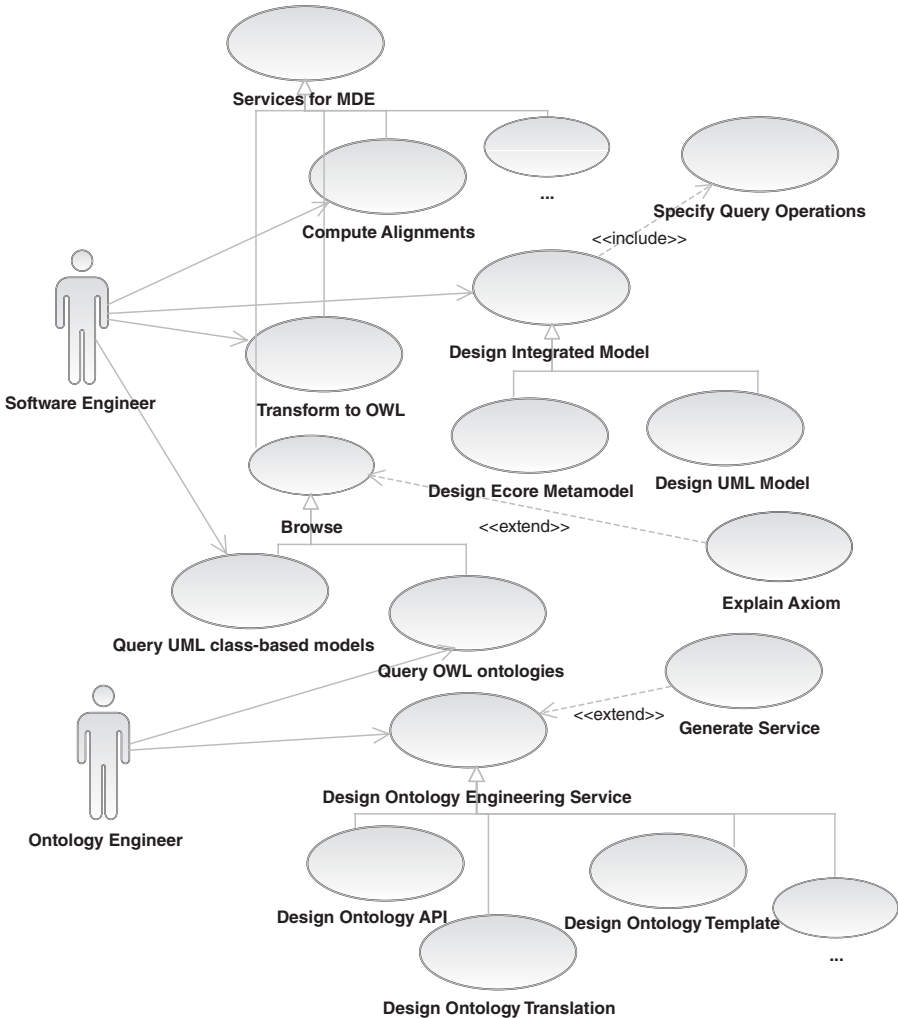 Services for MDE
...
Specify Query Operations
Compute Alignments
<<include>>
Design Integrated Model
Software Engineer
Transform to OWL
Design Ecore Metamodel
Design UML Model
Browse
<<extend>>
Explain Axiom
Query UML class-based models
Query OWL ontologies
<<extend>>
Generate Service
Design Ontology Engineering Service
Ontology Engineer
Design Ontology API
Design Ontology Template
...
Design Ontology Translation